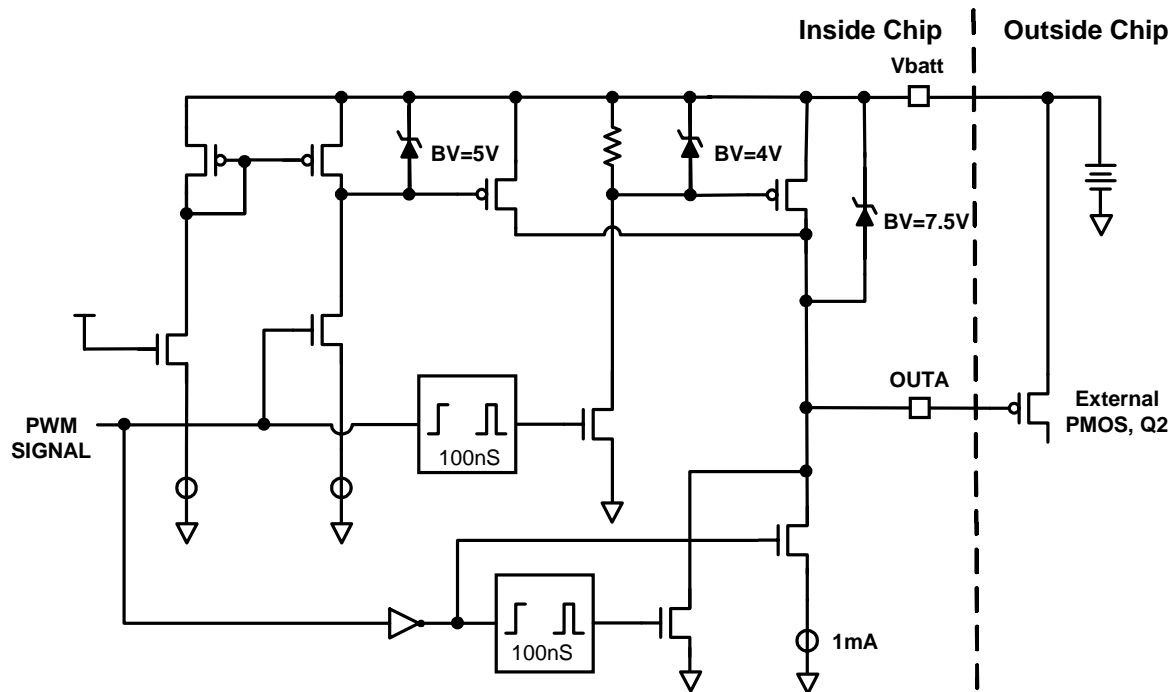 Inside Chip
Outside Chip
Vbatt
BV=5V
BV=4V
BV=7.5V
OUTA
External
PMOS, Q2
PWM
SIGNAL
100nS
100nS
1mA